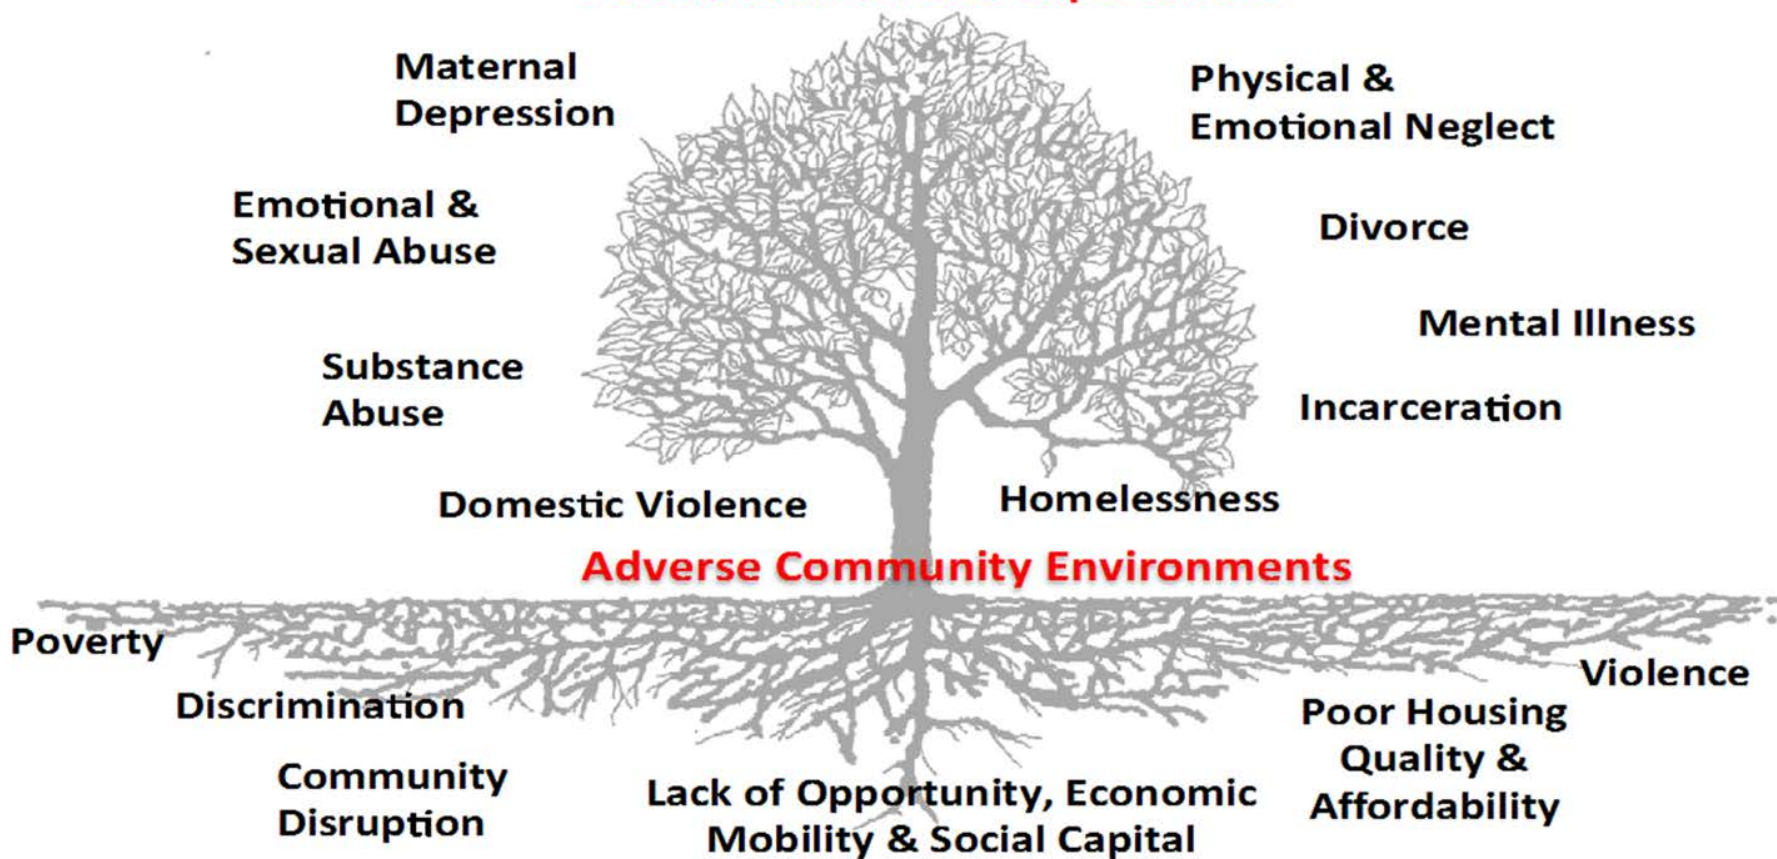 Maternal
Depression
Physical &
Emotional Neglect
Emotional &
Sexual Abuse
Divorce
Mental Illness
Substance
Abuse
Incarceration
Domestic Violence
Homelessness
Adverse Community Environments
Poverty
Violence
Discrimination
Poor Housing
Quality &
Affordability
Community
Disruption
Lack of Opportunity, Economic
Mobility & Social Capital